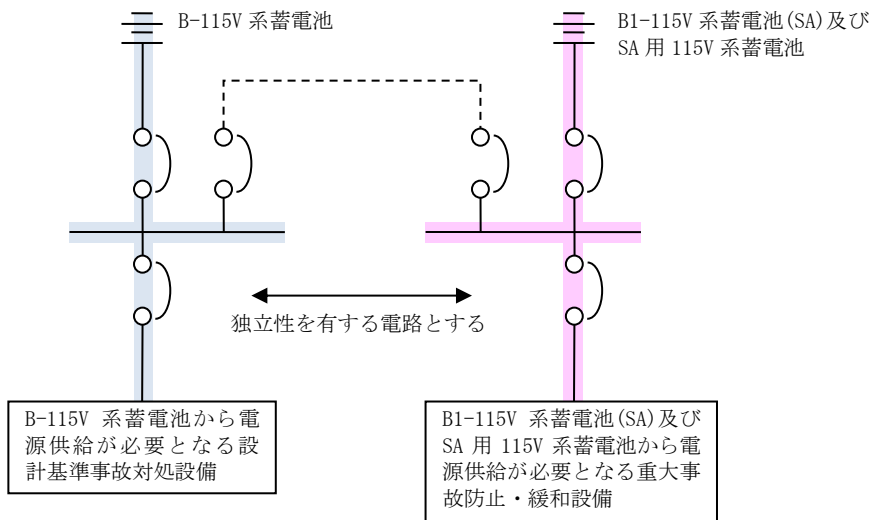 B-115V 系蓄電池
B1-115V 系蓄電池(SA)及び
SA 用 115V 系蓄電池
独立性を有する電路とする
B-115V 系蓄電池から電
源供給が必要となる設
計基準事故対処設備
B1-115V 系蓄電池(SA)及び
SA 用 115V 系蓄電池から電
源供給が必要となる重大事
故防止・緩和設備